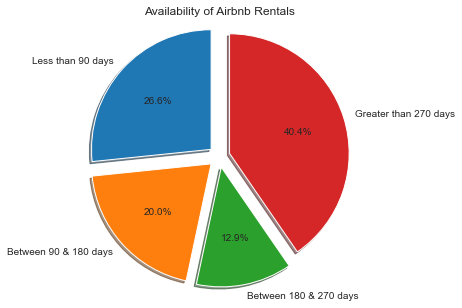 Availability of Airbnb Rentals
Less than 90 days
26.6%
Greater than 270 days
40.4%
20.0%
Between 90 & 180 days
12.9%
Between 180 & 270 days